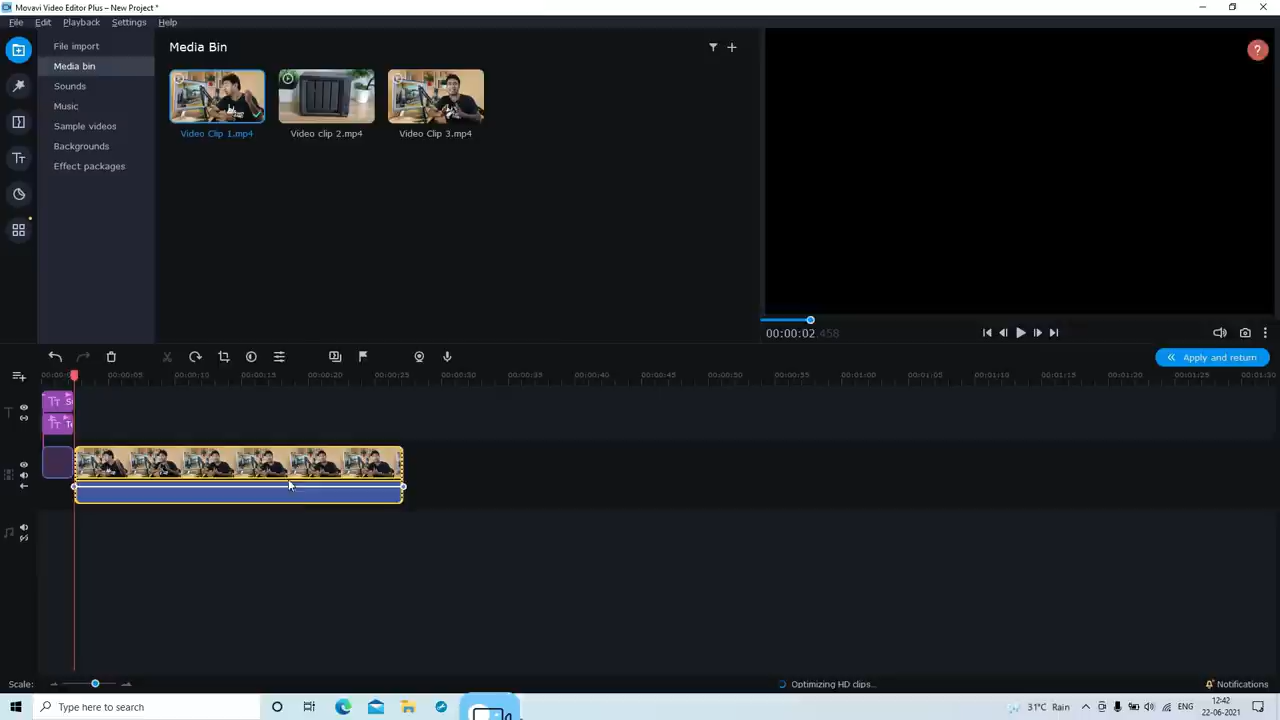 Movavi Video Editor Plus – New Project *
File Edit Playback Settings Help
File import
Media bin
Sounds
Music
Sample videos
Backgrounds
Effect packages
Media Bin
Video Clip 1.mp4
Video clip 2.mp4
Video Clip 3.mp4
00:00:02.458
Apply and return
00:00:05 00:00:10 00:00:15 00:00:20 00:00:25 00:00:30 00:00:35 00:00:40 00:00:45 00:00:50 00:00:55 00:01:00 00:01:05 00:01:10 00:01:15 00:01:20 00:01:25 00:01:30
Scale:
Optimizing HD clips...
Notifications
Type here to search
31°C Rain
ENG
12:42
22-06-2021